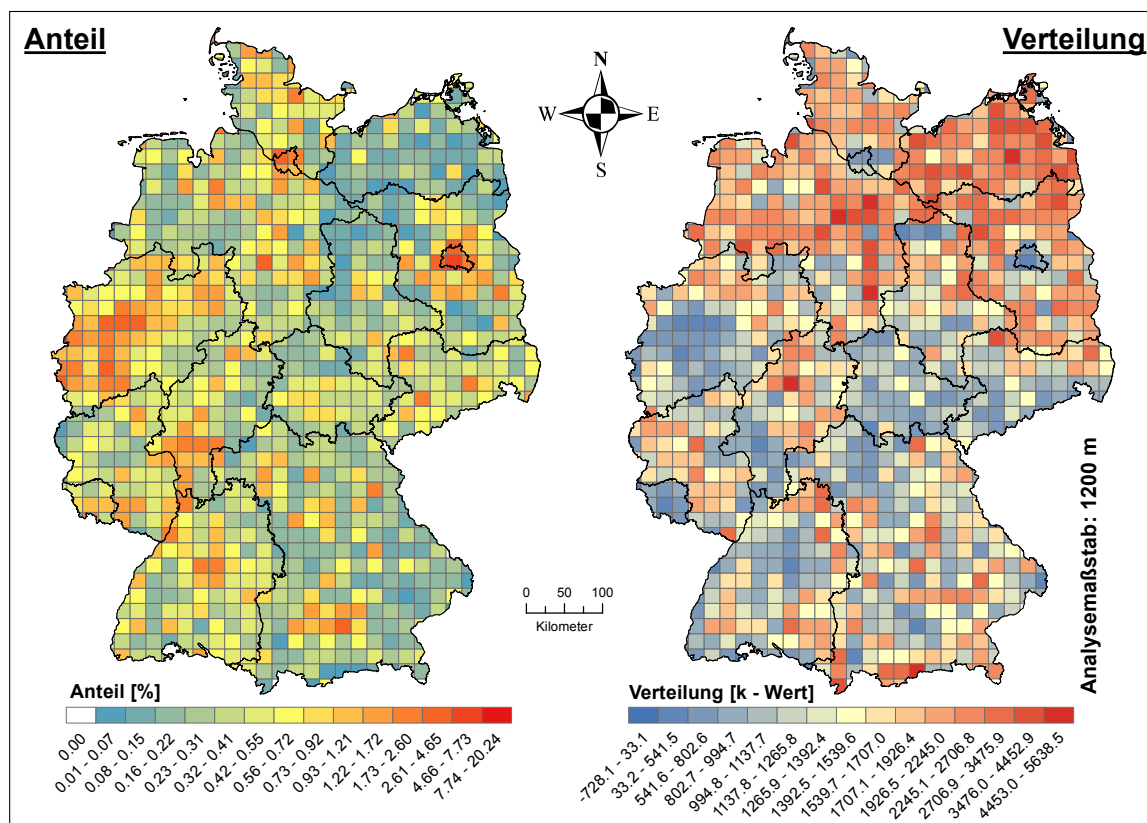 Anteil
Verteilung
N
W
E
S
0 50 100
Kilometer
Analysemaßstab: 1200 m
Anteil [%]
0.00
0.01 - 0.07
0.08 - 0.15
0.16 - 0.22
0.23 - 0.31
0.32 - 0.41
0.42 - 0.55
0.56 - 0.72
0.73 - 0.92
0.93 - 1.21
1.22 - 1.72
1.73 - 2.60
2.61 - 4.65
4.66 - 7.73
7.74 - 20.24
Verteilung [k - Wert]
-728.1 - 33.1
33.2 - 541.5
541.6 - 802.6
802.7 - 994.7
994.8 - 1137.7
1137.8 - 1265.8
1265.9 - 1392.4
1392.5 - 1539.6
1539.7 - 1707.0
1707.1 - 1926.4
1926.5 - 2245.0
2245.1 - 2706.8
2706.9 - 3475.9
3476.0 - 4452.9
4453.0 - 5638.5